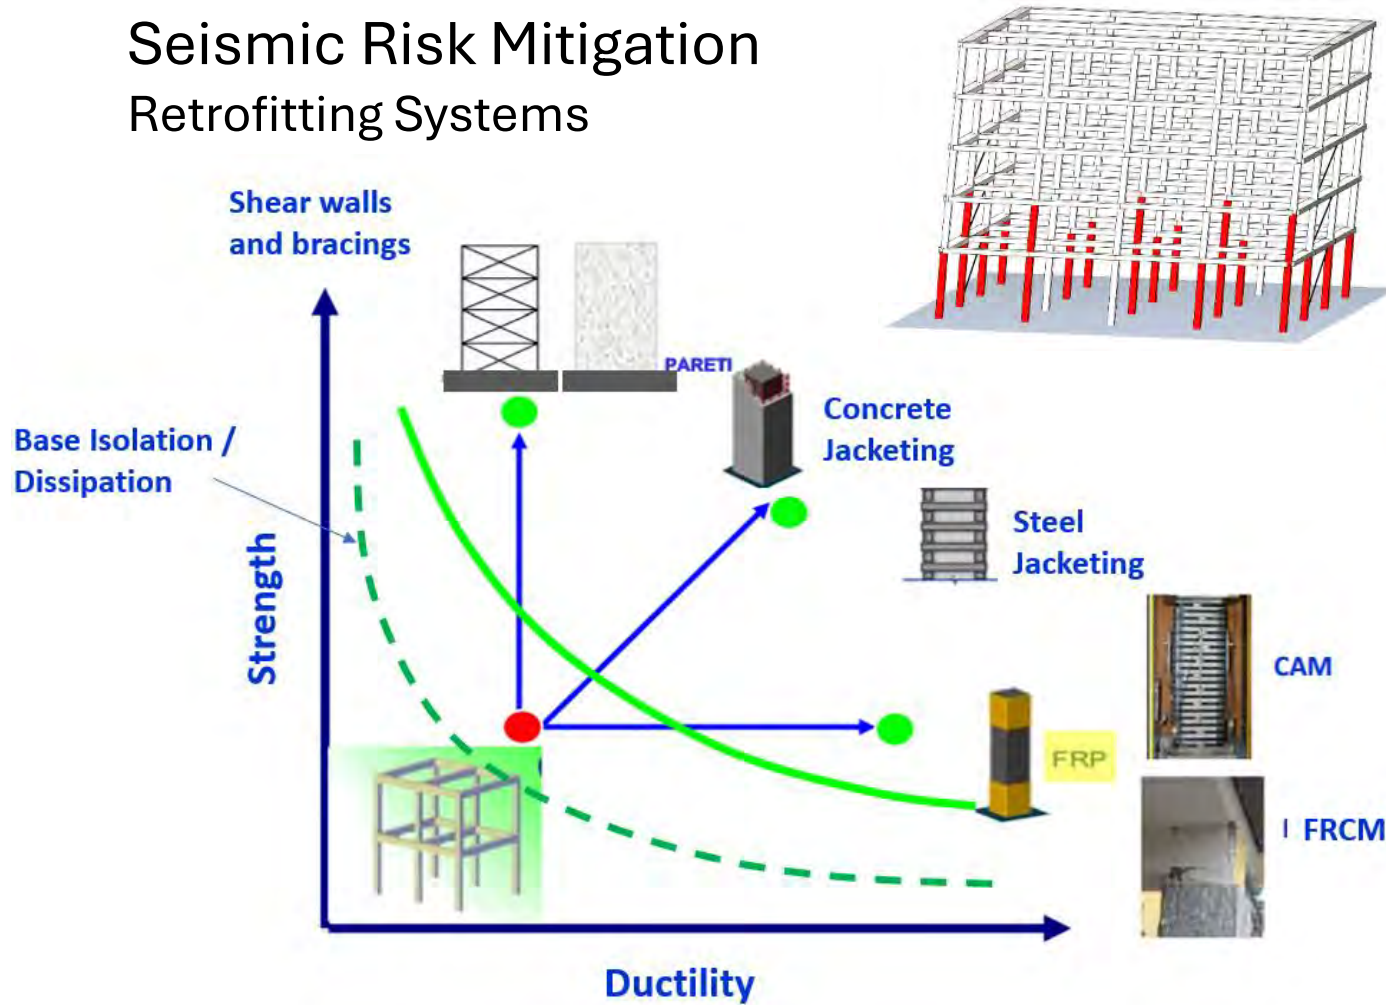 Seismic Risk Mitigation
Retrofitting Systems
Shear walls
and bracings
PARETI
Concrete
Jacketing
Base Isolation /
Dissipation
Steel
Jacketing
Strength
CAM
FRP
FRCM
Ductility